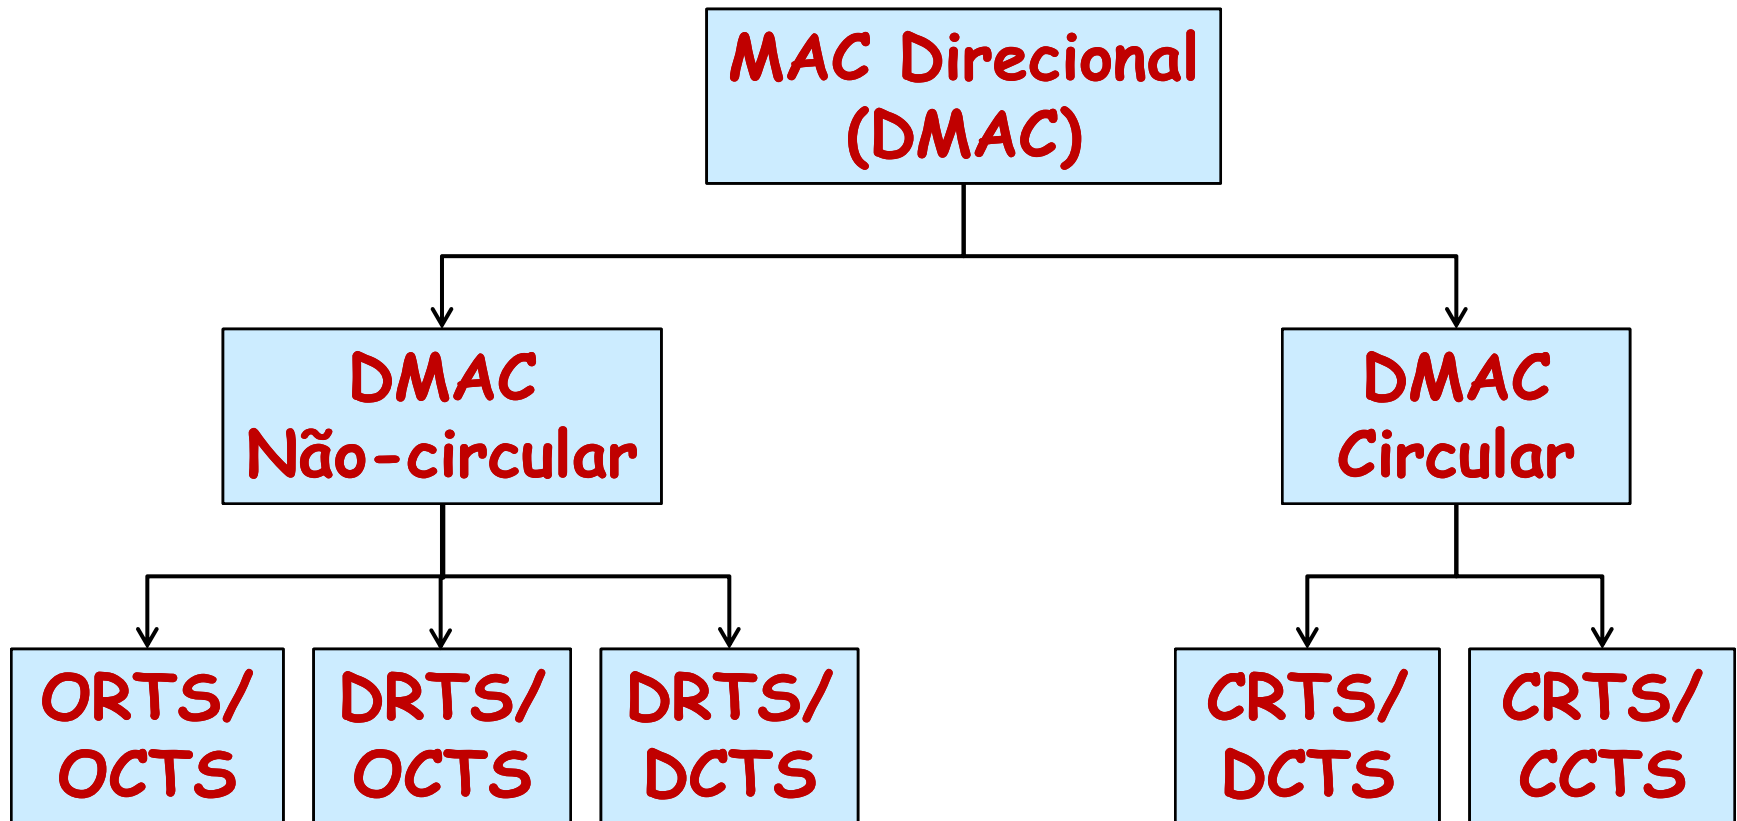 MAC Direcional
(DMAC)
DMAC
Não-circular
DMAC
Circular
ORTS/
OCTS
DRTS/
OCTS
DRTS/
DCTS
CRTS/
DCTS
CRTS/
CCTS